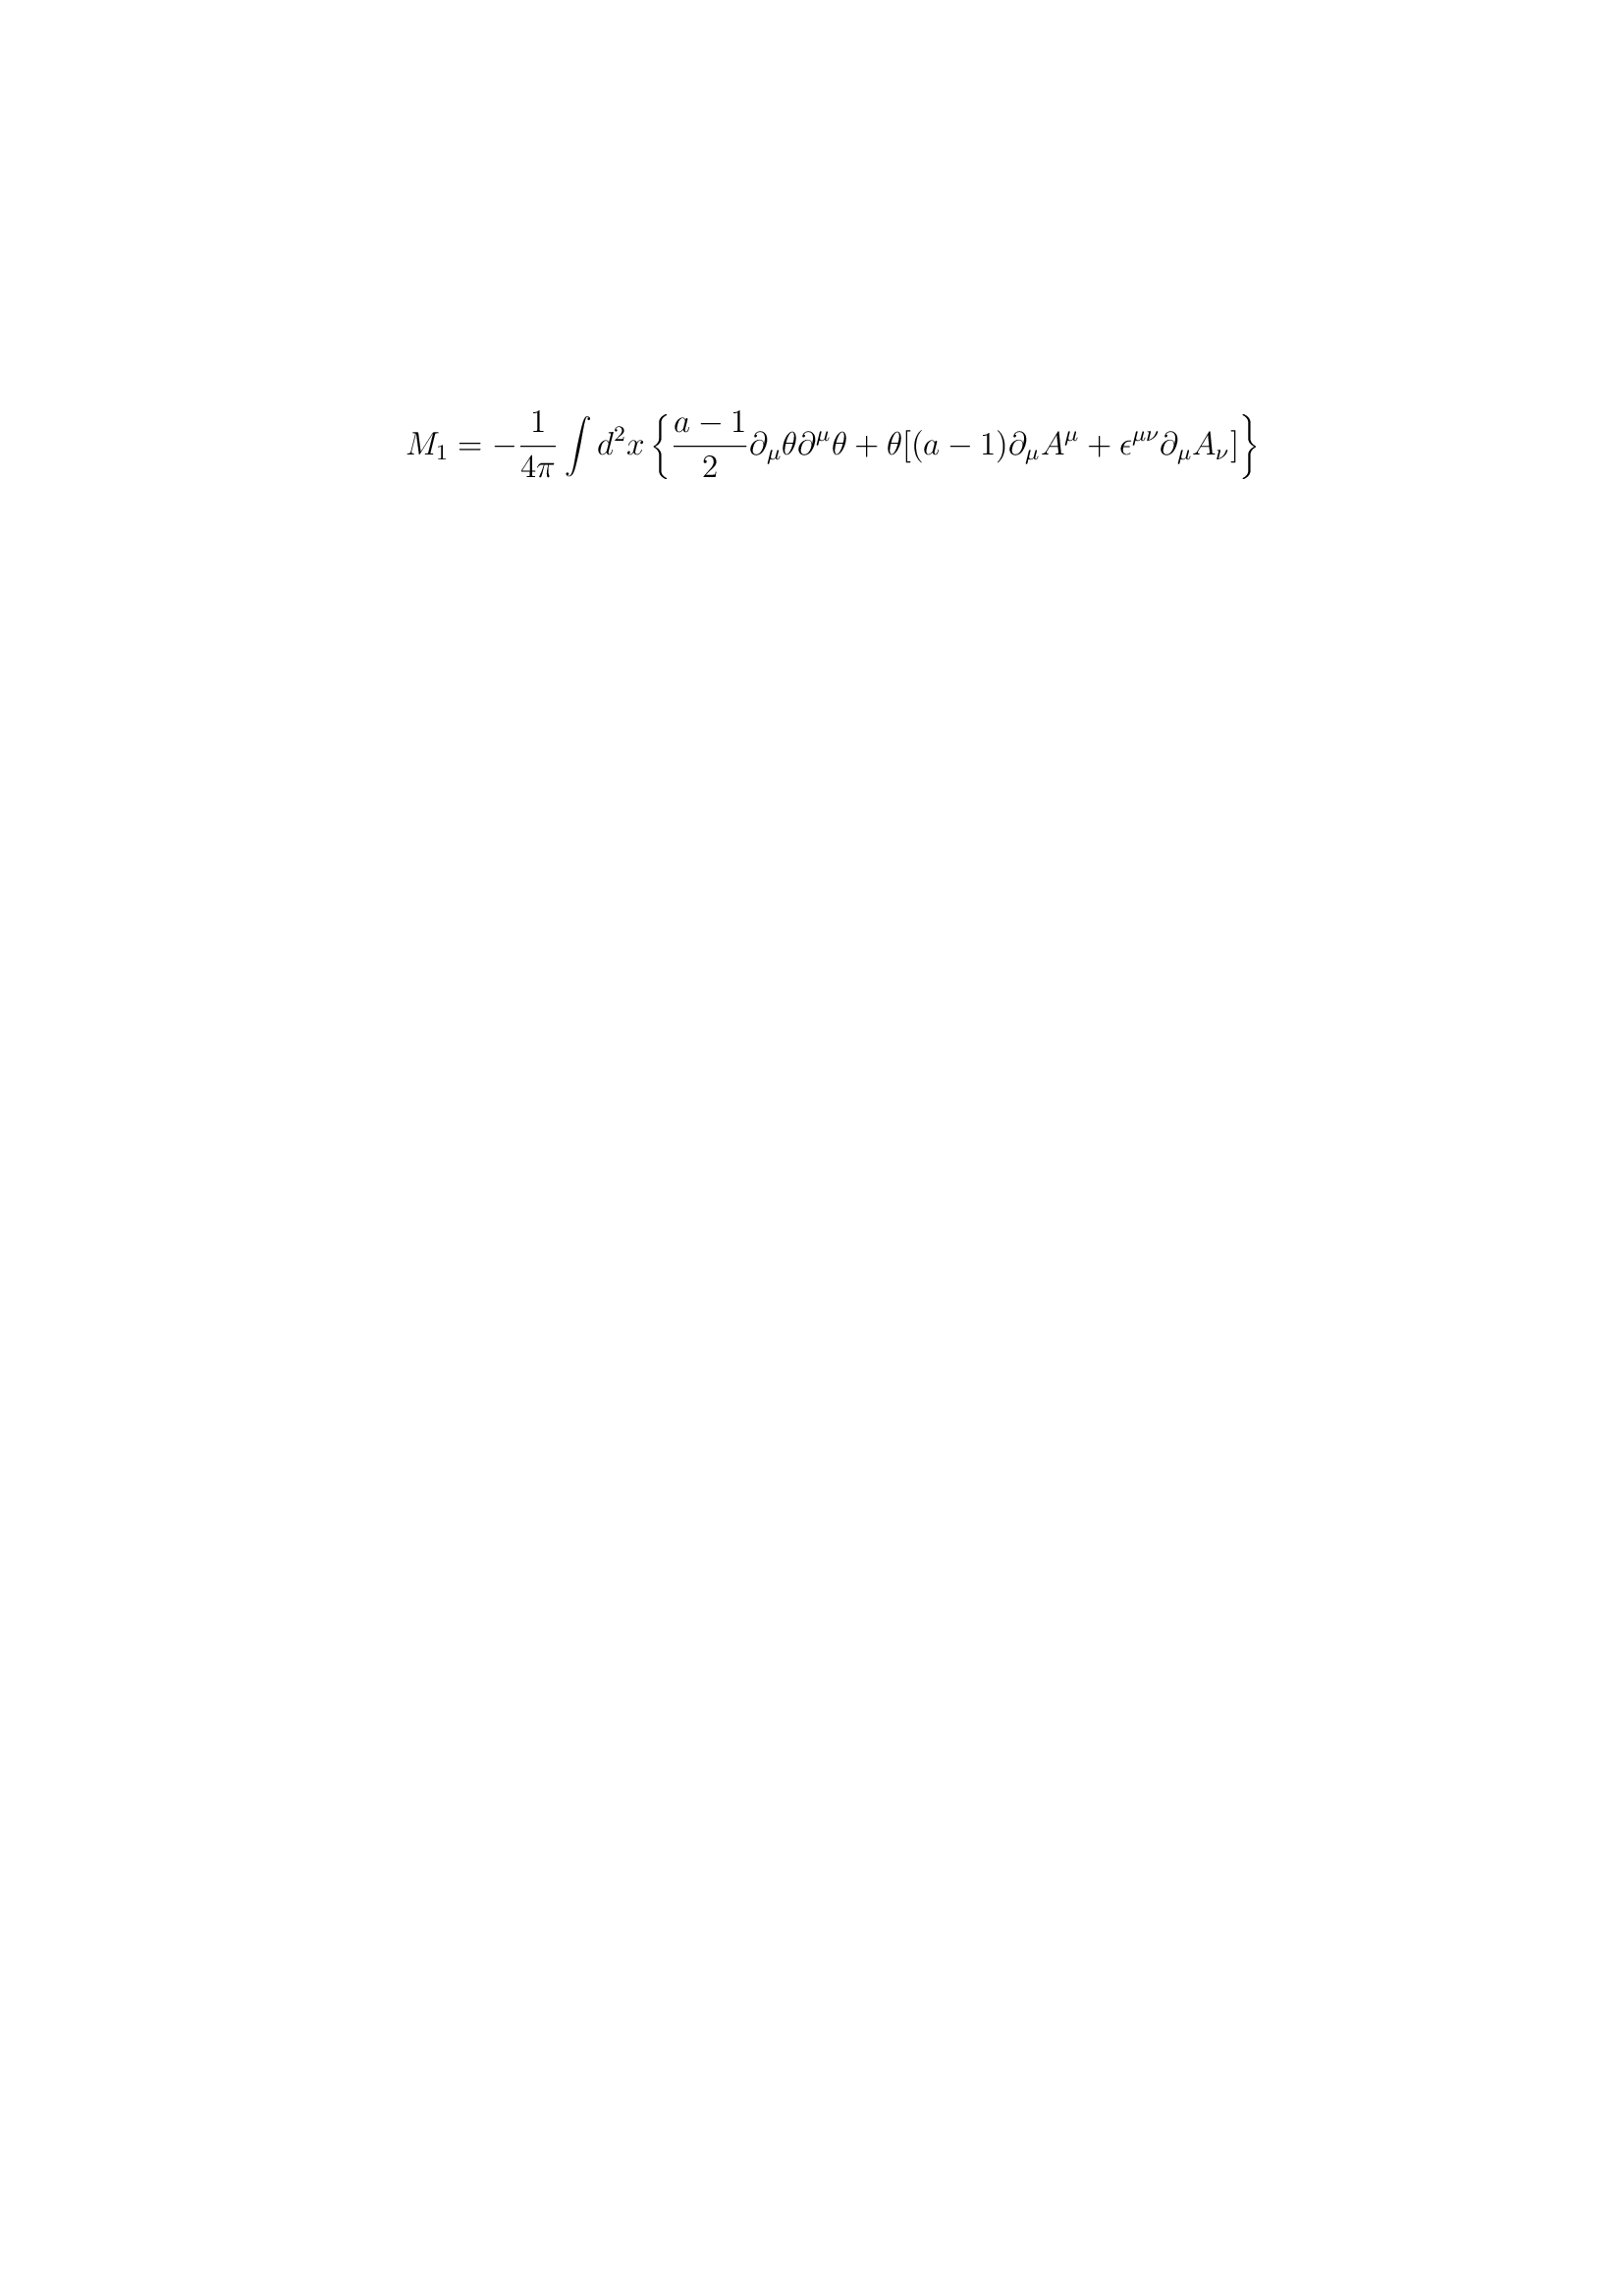 $M_1 = -\frac{1}{4\pi} \int d^2x \left\{ \frac{a-1}{2} \partial_\mu \theta \partial^\mu \theta + \theta [(a-1) \partial_\mu A^\mu + \epsilon^{\mu\nu} \partial_\mu A_\nu] \right\}$